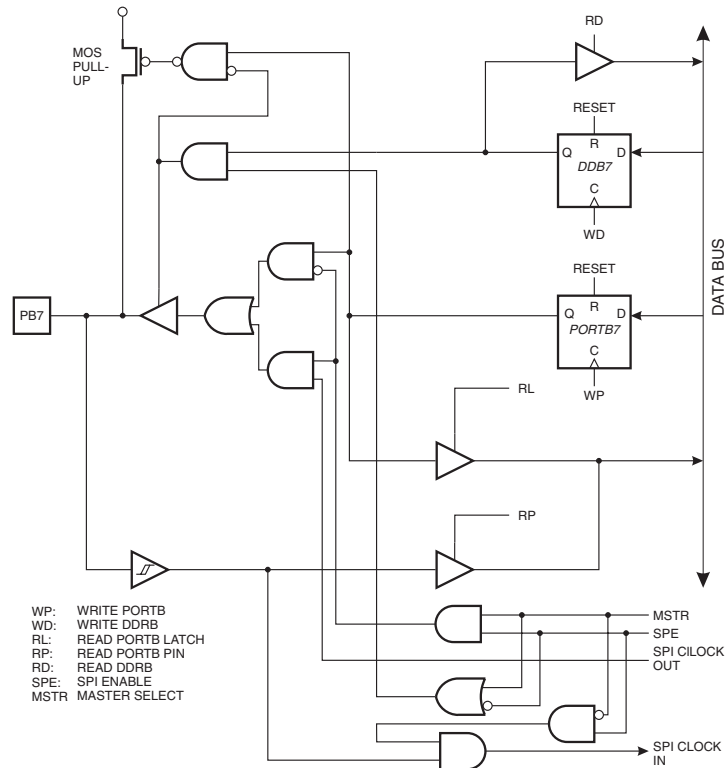 RD
MOS
PULL-
UP
RESET
R
Q
D
DDB7
C
WD
DATA BUS
RESET
R
Q
D
PORTB7
C
WP
PB7
RL
RP
WP: WRITE PORTB
WD: WRITE DDRB
RL: READ PORTB LATCH
RP: READ PORTB PIN
RD: READ DDRB
SPE: SPI ENABLE
MSTR MASTER SELECT
MSTR
SPE
SPI ClLOCK
OUT
SPI CLOCK
IN